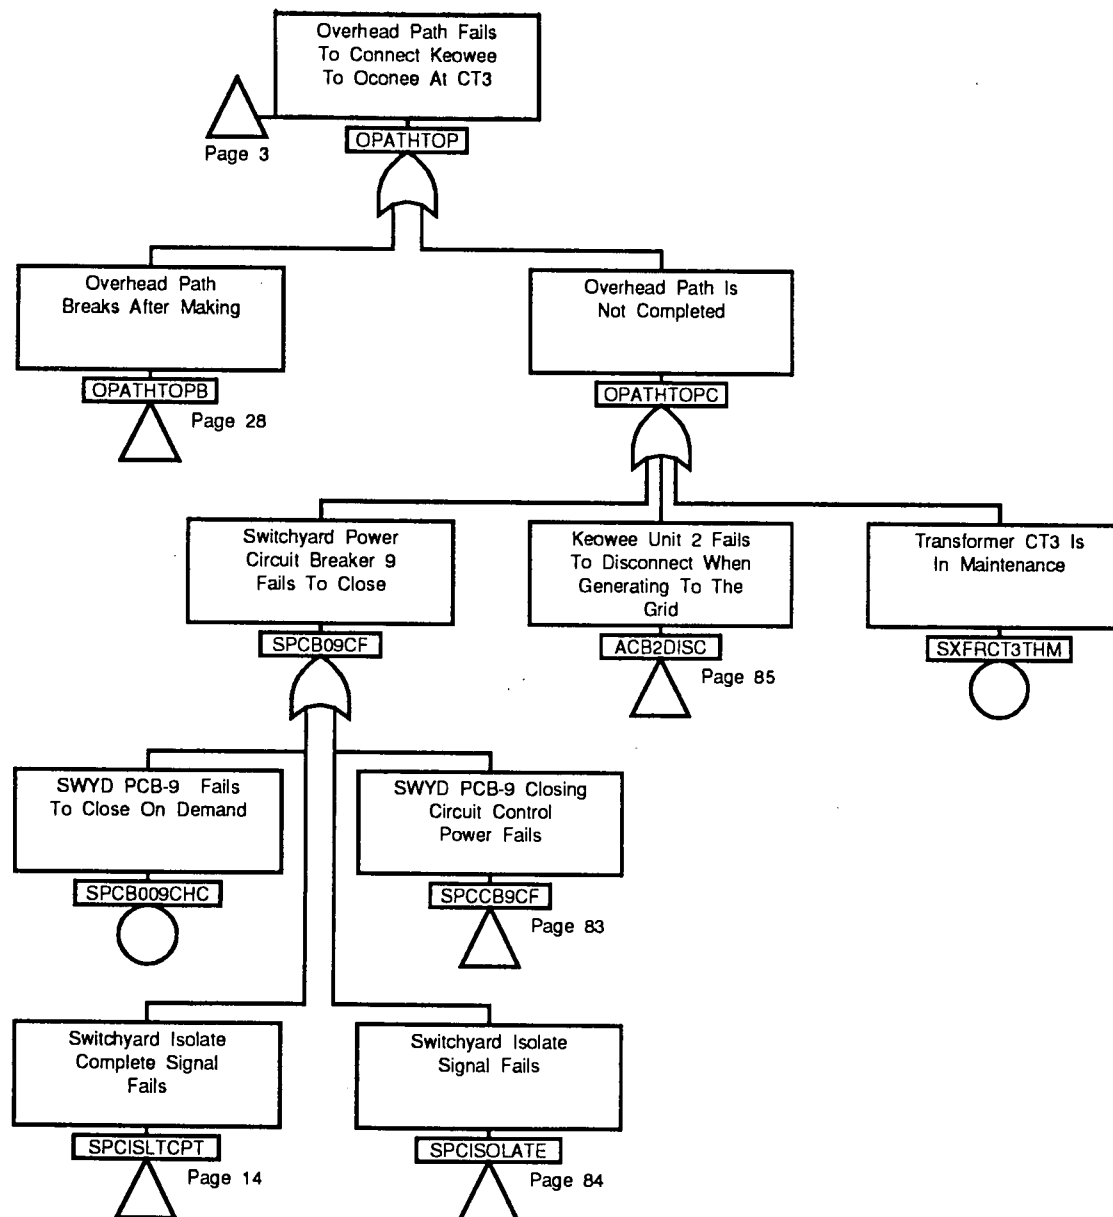 Overhead Path Fails
To Connect Keowee
To Oconee At CT3
Page 3
OPATHTOP
Overhead Path
Breaks After Making
OPATHTOPB
Page 28
Overhead Path Is
Not Completed
OPATHTOPC
Switchyard Power
Circuit Breaker 9
Fails To Close
SPCB09CF
Keowee Unit 2 Fails
To Disconnect When
Generating To The
Grid
ACB2DISC
Page 85
Transformer CT3 Is
In Maintenance
SXFRCT3THM
SWYD PCB-9 Fails
To Close On Demand
SPCB009CHC
SWYD PCB-9 Closing
Circuit Control
Power Fails
SPCCB9CF
Page 83
Switchyard Isolate
Complete Signal
Fails
SPCISLTCPT
Page 14
Switchyard Isolate
Signal Fails
SPCISOLATE
Page 84